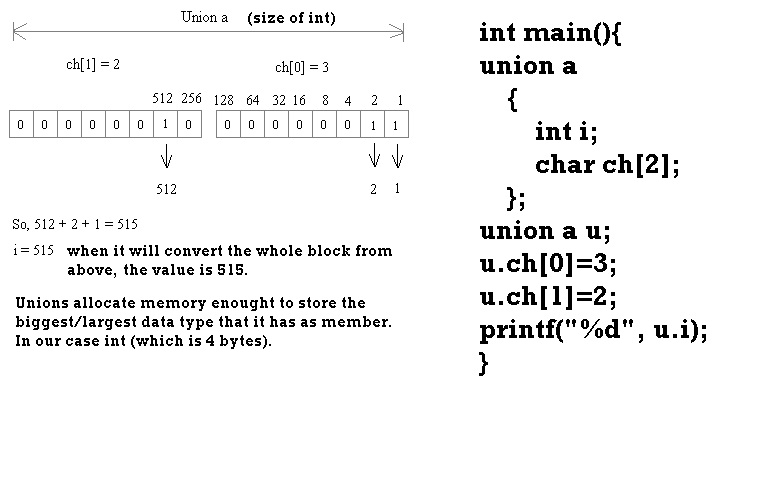 Union a (size of int)
ch[1] = 2 ch[0] = 3
512 256 128 64 32 16 8 4 2 1
0 0 0 0 0 0 1 0 0 0 0 0 0 0 1 1
512 2 1
So, 512 + 2 + 1 = 515
i = 515 when it will convert the whole block from
above, the value is 515.
Unions allocate memory enought to store the
biggest/largest data type that it has as member.
In our case int (which is 4 bytes).
int main(){
union a
{
int i;
char ch[2];
};
union a u;
u.ch[0]=3;
u.ch[1]=2;
printf("%d", u.i);
}